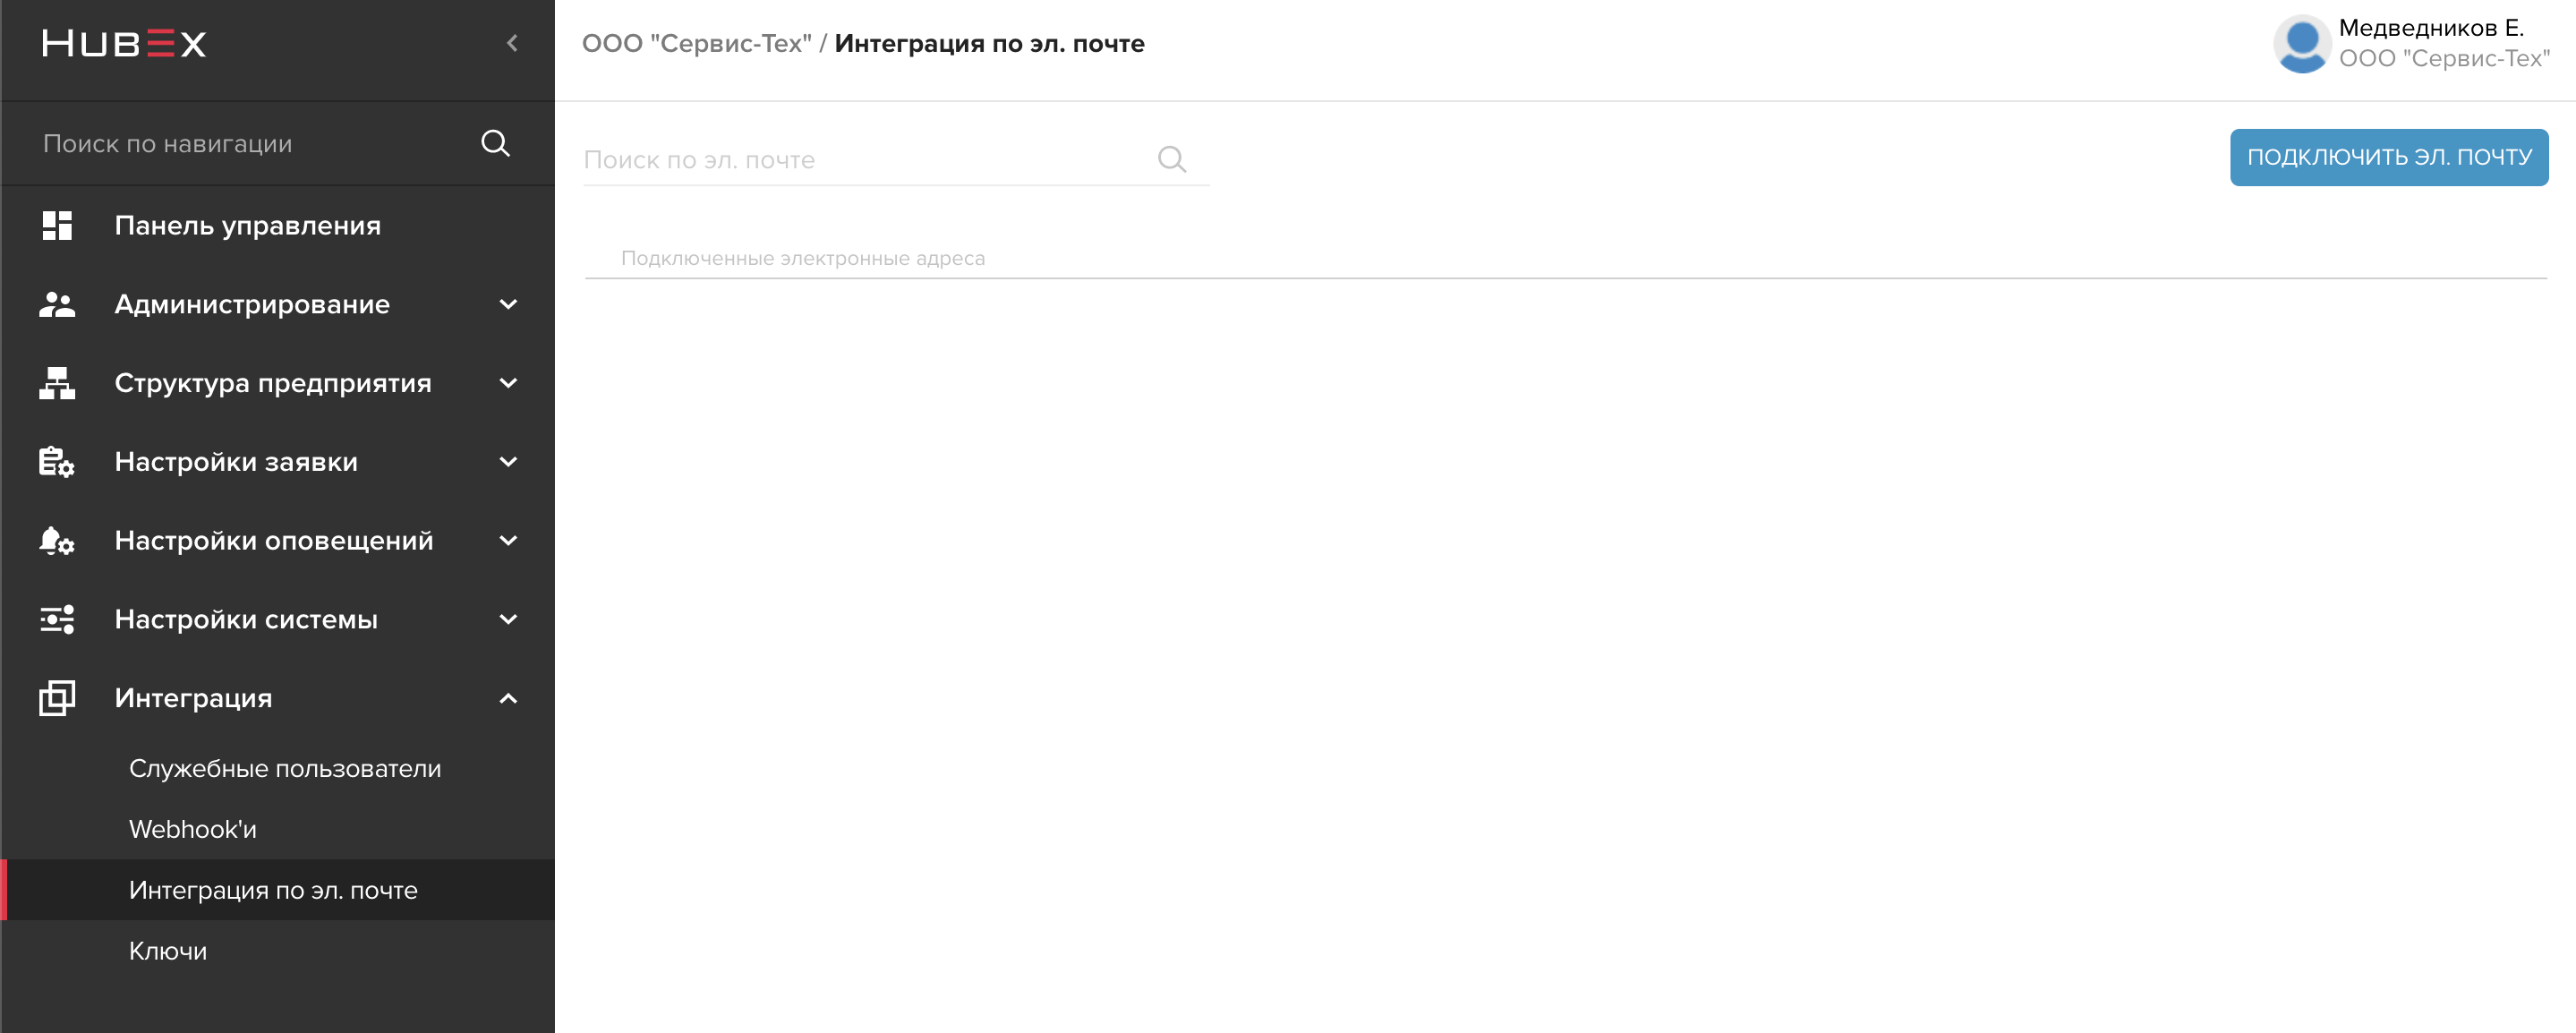 HUBEX
Поиск по навигации
Панель управления
Администрирование
Структура предприятия
Настройки заявки
Настройки оповещений
Настройки системы
Интеграция
Служебные пользователи
Webhook'и
Интеграция по эл. почте
Ключи
ООО "Сервис-Тех" / Интеграция по эл. почте
Медведников Е.
ООО "Сервис-Тех"
Поиск по эл. почте
ПОДКЛЮЧИТЬ ЭЛ. ПОЧТУ
Подключенные электронные адреса